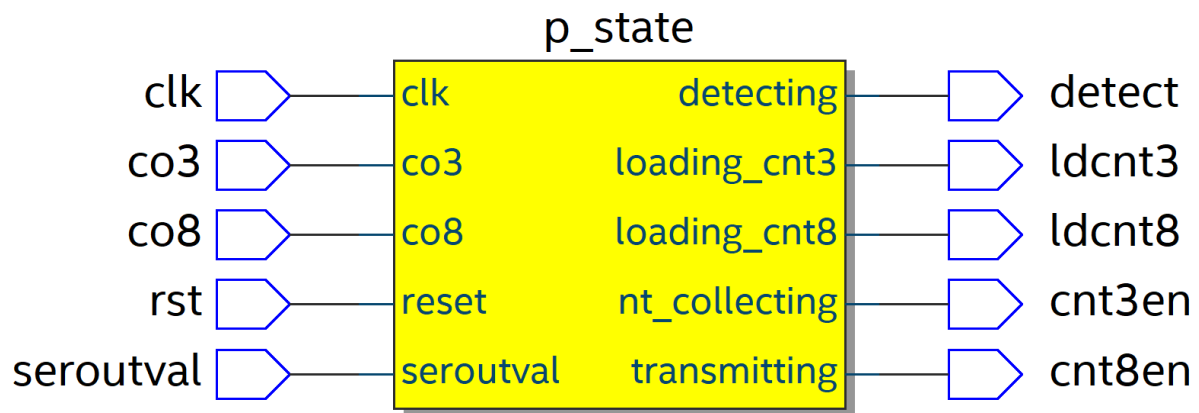 p_state
clk clk detecting detect
co3 co3 loading_cnt3 ldcnt3
co8 co8 loading_cnt8 ldcnt8
rst reset nt_collecting cnt3en
seroutval seroutval transmitting cnt8en